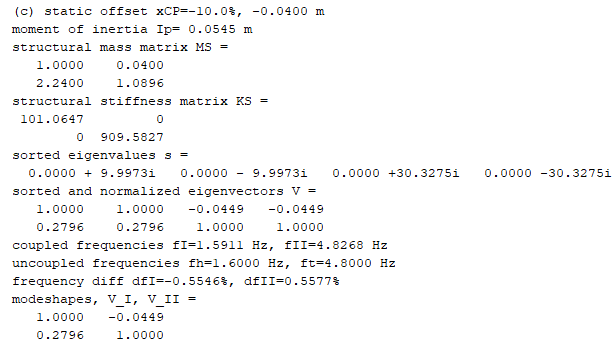 (c) static offset xCP=-10.0%, -0.0400 m
moment of inertia Ip= 0.0545 m
structural mass matrix MS =
1.0000 0.0400
2.2400 1.0896
structural stiffness matrix KS =
101.0647 0
0 909.5827
sorted eigenvalues s =
0.0000 + 9.9973i 0.0000 - 9.9973i 0.0000 +30.3275i 0.0000 -30.3275i
sorted and normalized eigenvectors V =
1.0000 1.0000 -0.0449 -0.0449
0.2796 0.2796 1.0000 1.0000
coupled frequencies fI=1.5911 Hz, fII=4.8268 Hz
uncoupled frequencies fh=1.6000 Hz, ft=4.8000 Hz
frequency diff dfI=-0.5546%, dfII=0.5577%
modeshapes, V_I, V_II =
1.0000 -0.0449
0.2796 1.0000